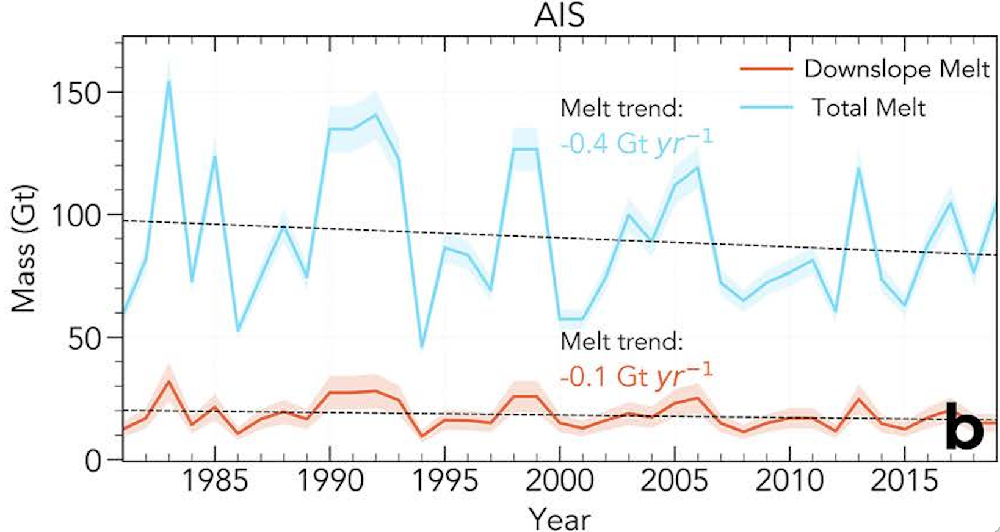 AIS
Downslope Melt
Total Melt
Melt trend:
-0.4 Gt yr⁻¹
150
100
50
0
Mass (Gt)
Melt trend:
-0.1 Gt yr⁻¹
b
1985 1990 1995 2000 2005 2010 2015
Year